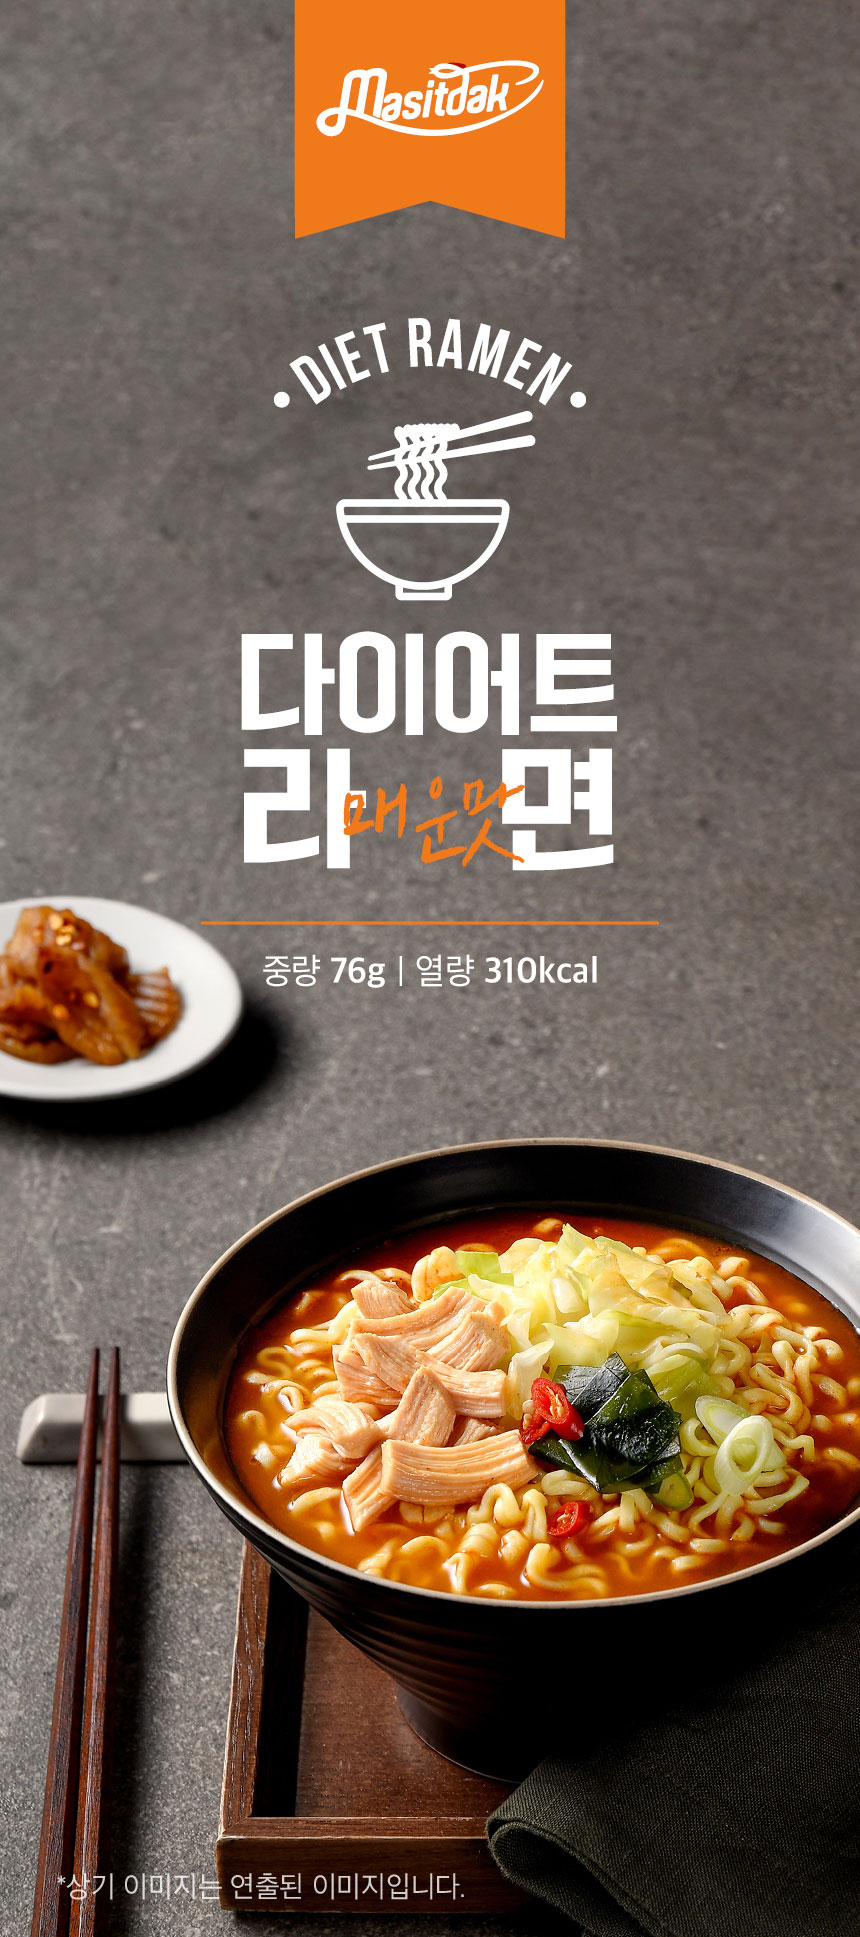 Masitdak
DIET RAMEN
다이어트
라면
매운맛
중량 76g | 열량 310kcal
*상기 이미지는 연출된 이미지입니다.